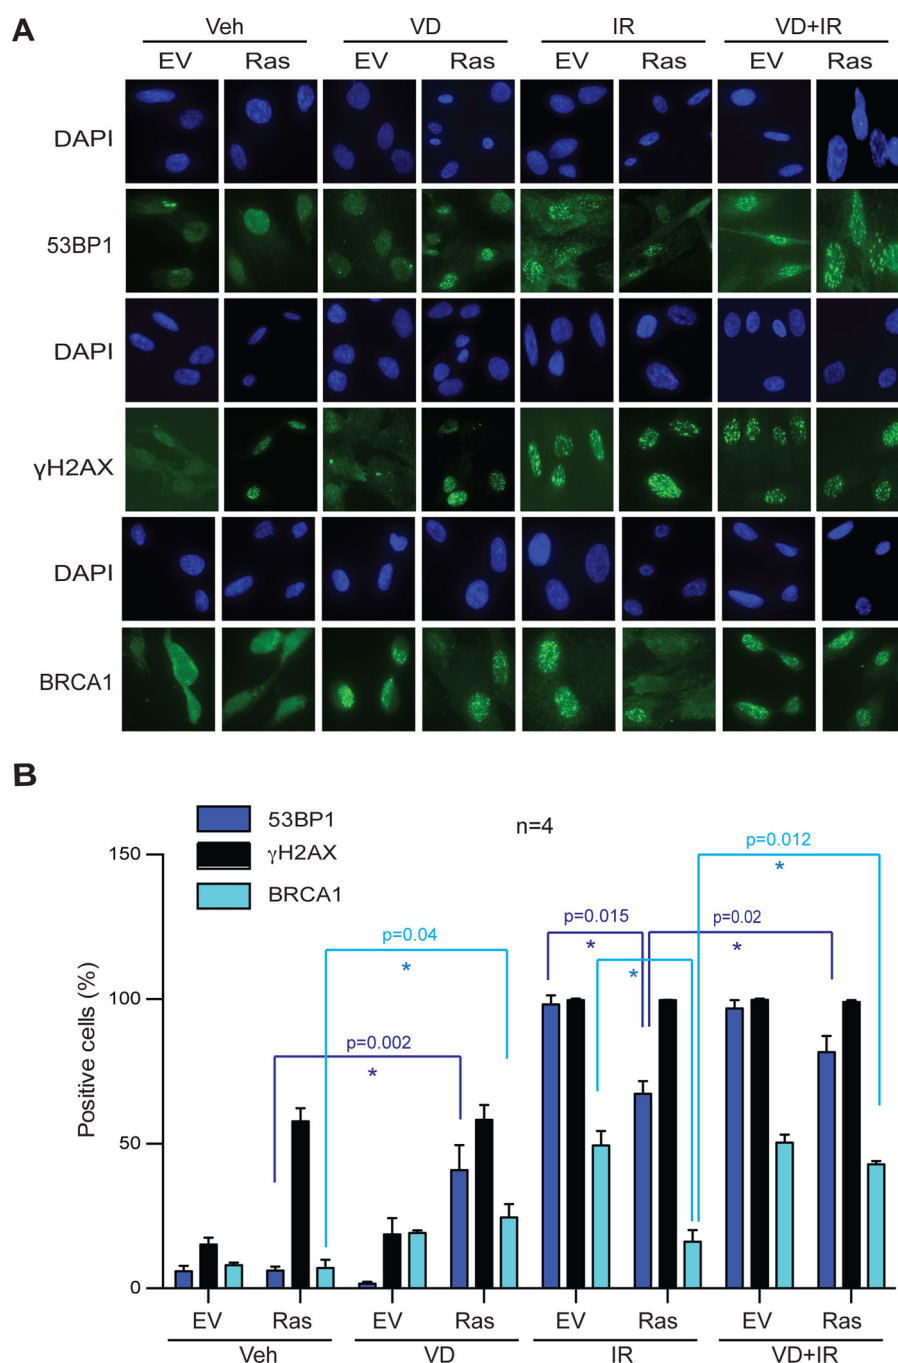 A
Veh VD IR VD+IR
EV Ras EV Ras EV Ras EV Ras
DAPI
53BP1
DAPI
γH2AX
DAPI
BRCA1
B
53BP1
n=4
γH2AX
BRCA1
150
p=0.012
*
p=0.015
p=0.02
*
*
p=0.04
*
*
100
p=0.002
*
50
0
Positive cells (%)
EV Ras EV Ras EV Ras EV Ras
Veh VD IR VD+IR